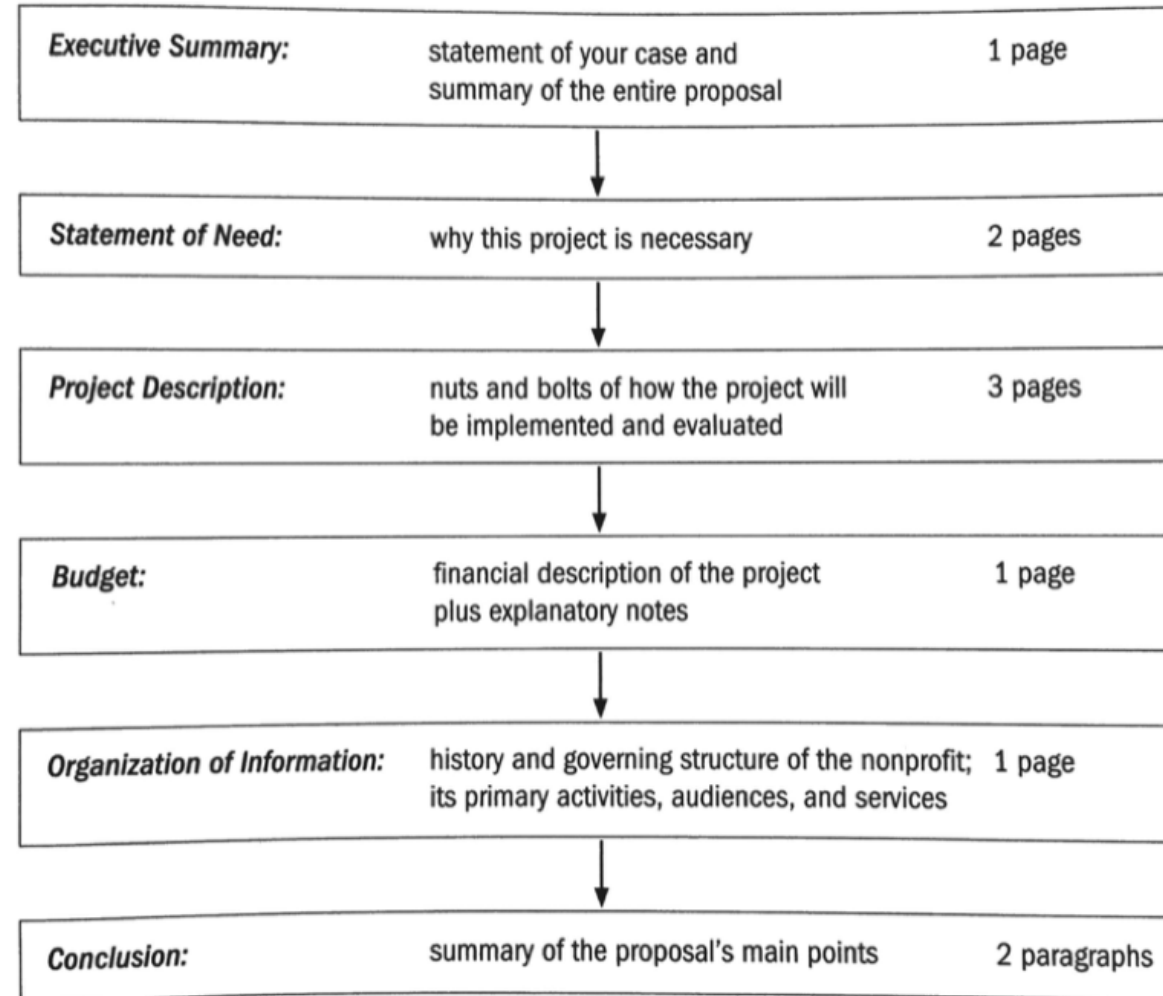 Executive Summary: statement of your case and 1 page
summary of the entire proposal
Statement of Need: why this project is necessary 2 pages
Project Description: nuts and bolts of how the project will 3 pages
be implemented and evaluated
Budget: financial description of the project 1 page
plus explanatory notes
Organization of Information: history and governing structure of the nonprofit; 1 page
its primary activities, audiences, and services
Conclusion: summary of the proposal's main points 2 paragraphs